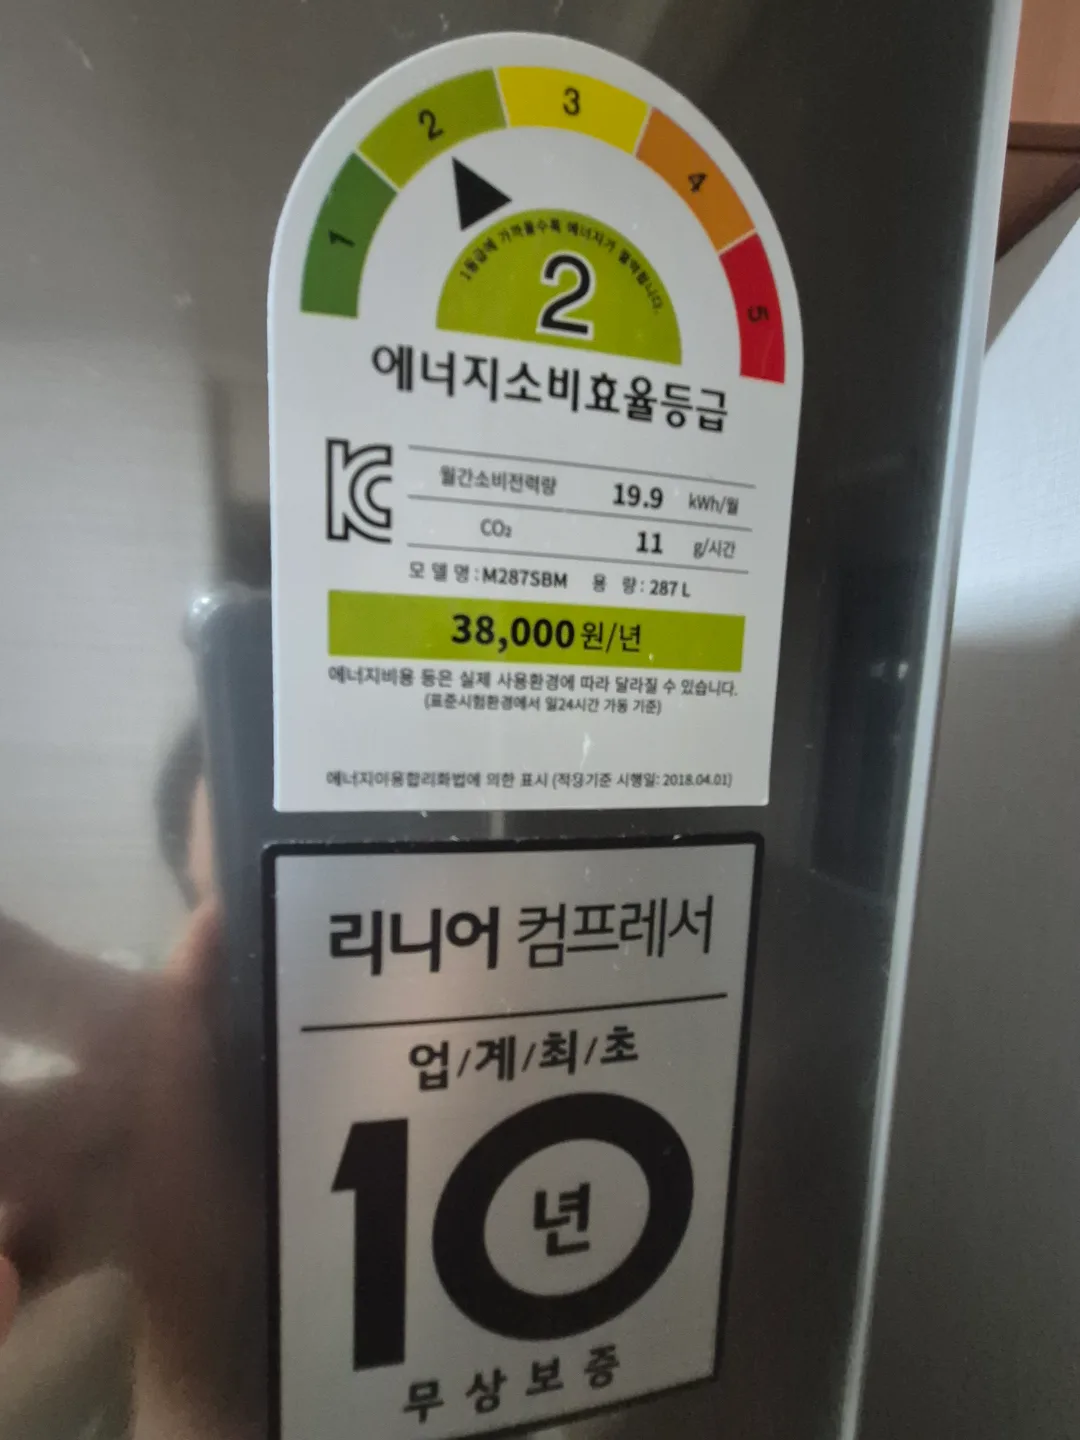 1 2 3 4 5
1등급에 가까울수록 에너지가 절약됩니다.
2
에너지소비효율등급
KC
월간소비전력량 19.9 kWh/월
CO₂ 11 g/시간
모델명:M287SBM 용 량:287 L
38,000원/년
에너지비용 등은 실제 사용환경에 따라 달라질 수 있습니다.
(표준시험환경에서 일24시간 가동 기준)
에너지이용합리화법에 의한 표시 (적용기준 시행일: 2018.04.01)
리니어 컴프레서
업/계/최/초
10년
무상보증